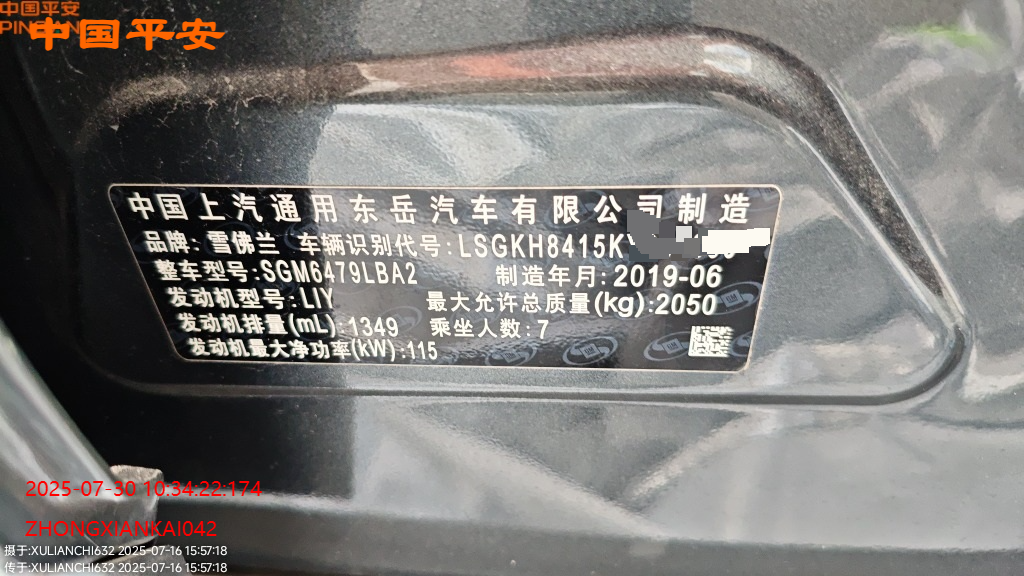 中国平安
PING
中国平安
中国上汽通用东岳汽车有限公司制造
品牌: 雪佛兰 车辆识别代号:LSGKH8415K
整车型号:SGM6479LBA2 制造年月:2019-06
发动机型号:LIY 最大允许总质量(kg):2050
发动机排量(mL):1349 乘坐人数:7
发动机最大净功率(kW):115
2025-07-30 10:34:22:174
ZHONGXIANKAI042
摄于:XULIANCHI632 2025-07-16 15:57:18
传于:XULIANCHI632 2025-07-16 15:57:18